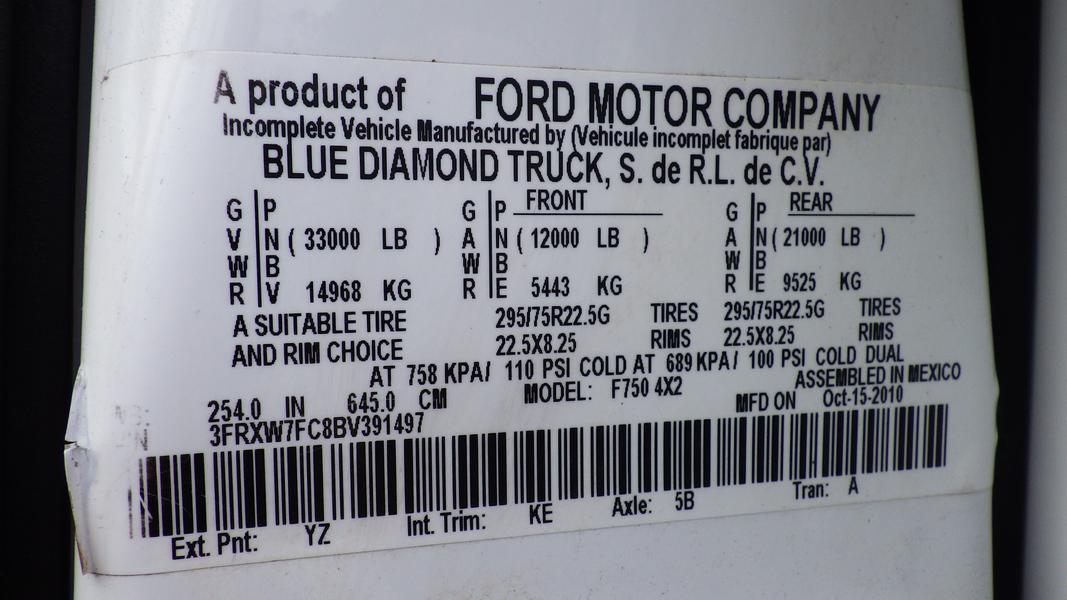 A product of FORD MOTOR COMPANY
Incomplete Vehicle Manufactured by (Vehicule incomplet fabrique par)
BLUE DIAMOND TRUCK, S. de R.L. de C.V.
G P G P FRONT G P REAR
V N ( 33000 LB ) A N ( 12000 LB ) A N ( 21000 LB )
W B W B W B
R V 14968 KG R E 5443 KG R E 9525 KG
A SUITABLE TIRE 295/75R22.5G TIRES 295/75R22.5G TIRES
AND RIM CHOICE 22.5X8.25 RIMS 22.5X8.25 RIMS
AT 758 KPA/ 110 PSI COLD AT 689 KPA/ 100 PSI COLD DUAL
254.0 IN 645.0 CM MODEL: F750 4X2 ASSEMBLED IN MEXICO
MFD ON Oct-15-2010
3FRXW7FC8BV391497
Ext. Pnt: YZ Int. Trim: KE Axle: 5B Tran: A